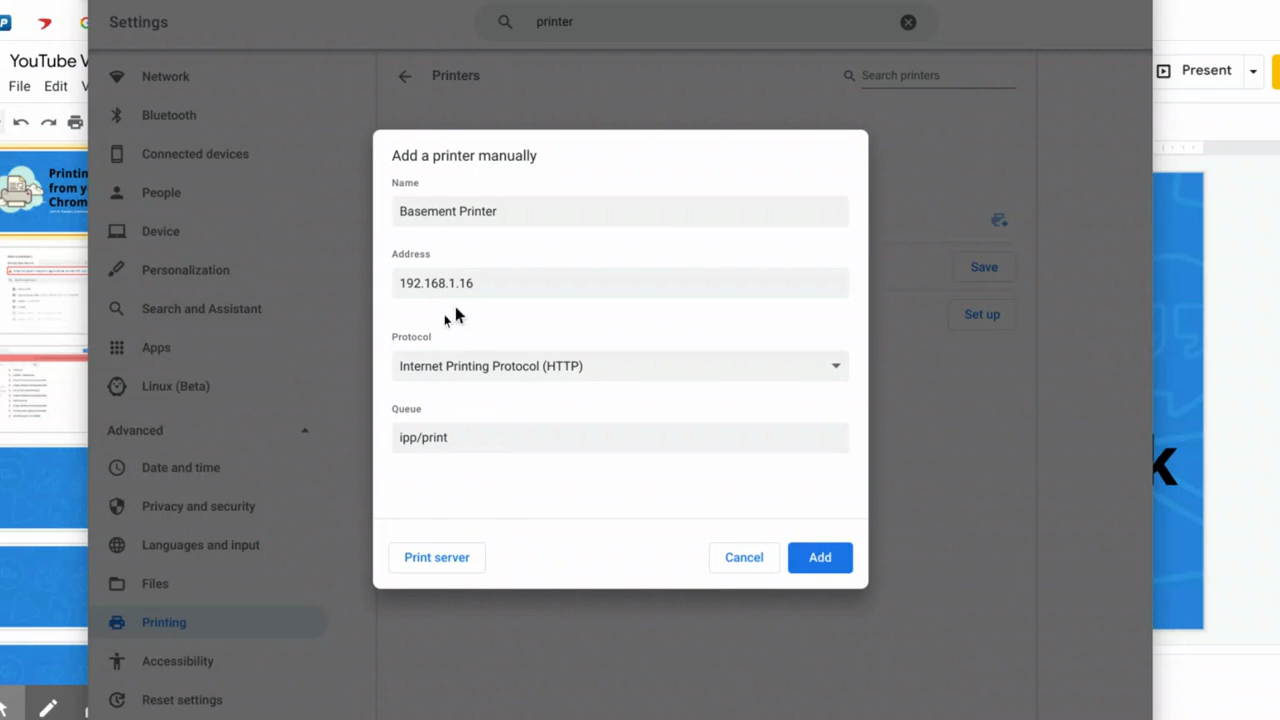 Settings
printer
YouTube V
File Edit V
Present
Network
Bluetooth
Connected devices
People
Device
Personalization
Search and Assistant
Apps
Linux (Beta)
Advanced
Date and time
Privacy and security
Languages and input
Files
Printing
Accessibility
Reset settings
Printers
Search printers
Save
Set up
Add a printer manually
Name
Basement Printer
Address
192.168.1.16
Protocol
Internet Printing Protocol (HTTP)
Queue
ipp/print
Print server
Cancel
Add
Printin
from y
Chrom
k